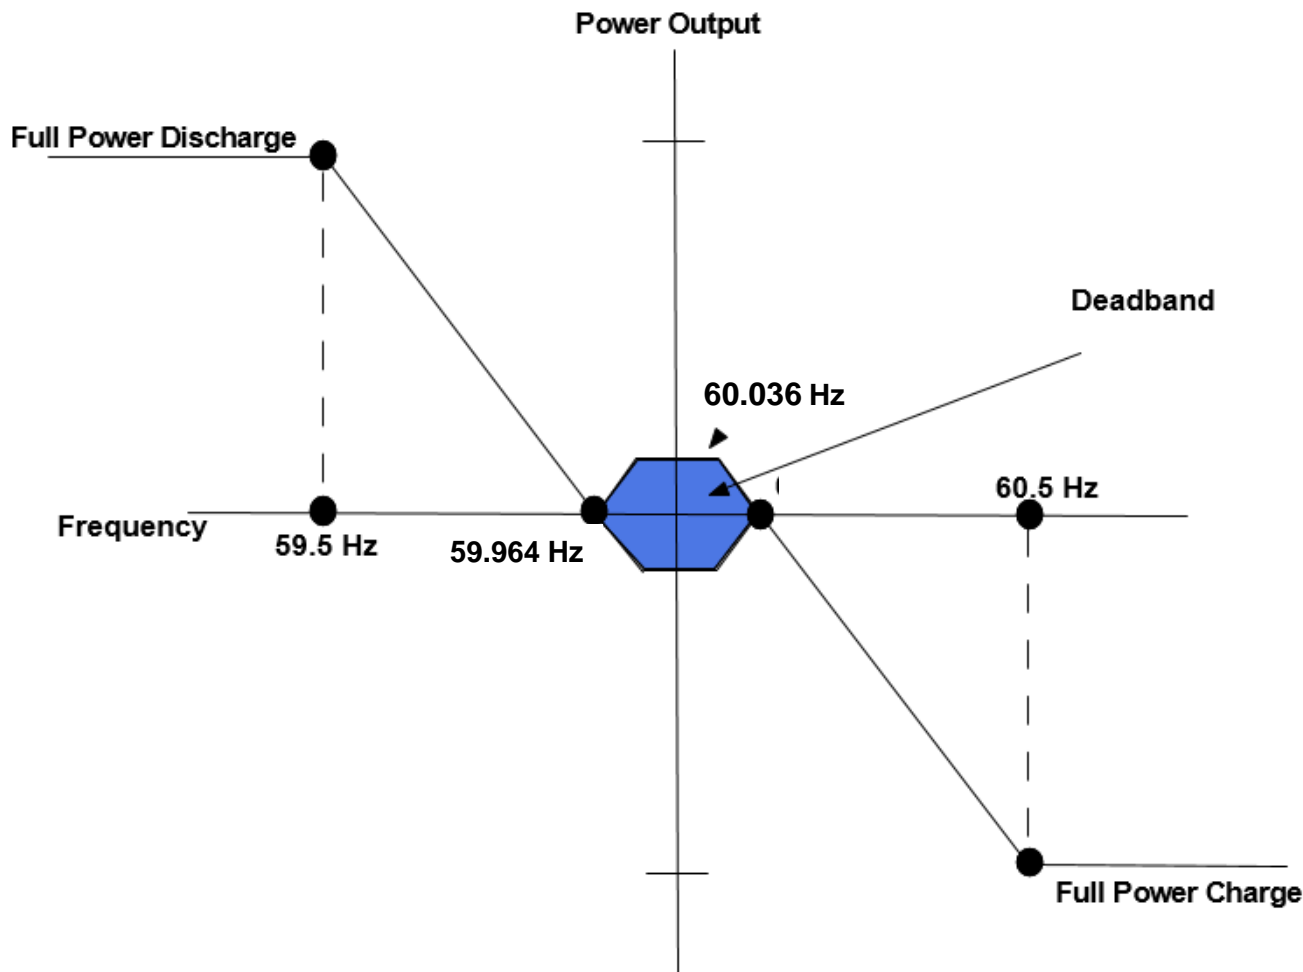 Power Output
Full Power Discharge
Deadband
60.036 Hz
60.5 Hz
Frequency
59.5 Hz
59.964 Hz
Full Power Charge